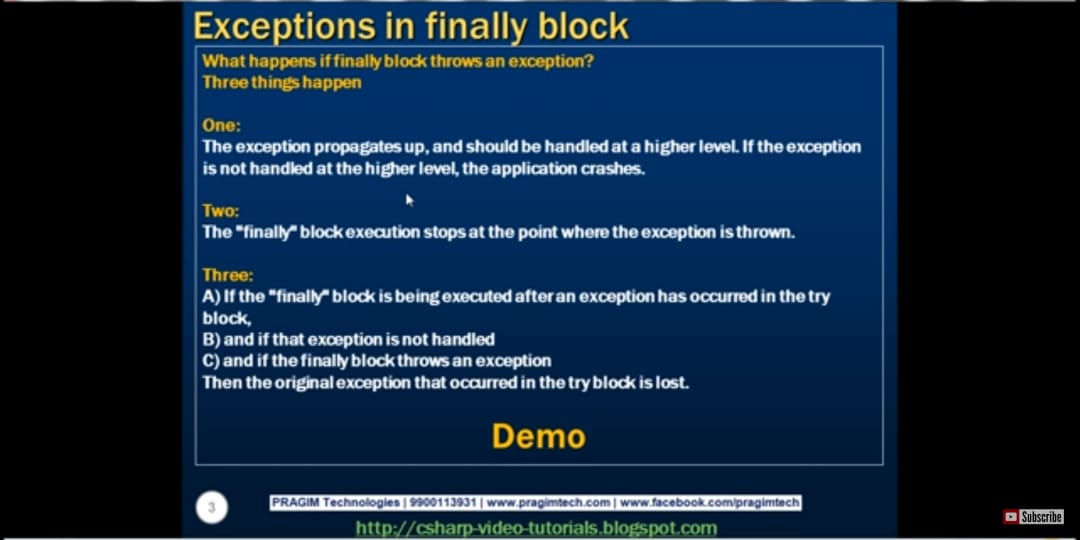 Exceptions in finally block
What happens if finally block throws an exception?
Three things happen
One:
The exception propagates up, and should be handled at a higher level. If the exception
is not handled at the higher level, the application crashes.
Two:
The "finally" block execution stops at the point where the exception is thrown.
Three:
A) If the "finally" block is being executed after an exception has occurred in the try
block,
B) and if that exception is not handled
C) and if the finally block throws an exception
Then the original exception that occurred in the try block is lost.
Demo
3
PRAGIM Technologies | 9900113931 | www.pragimtech.com | www.facebook.com/pragimtech
http://csharp-video-tutorials.blogspot.com
Subscribe